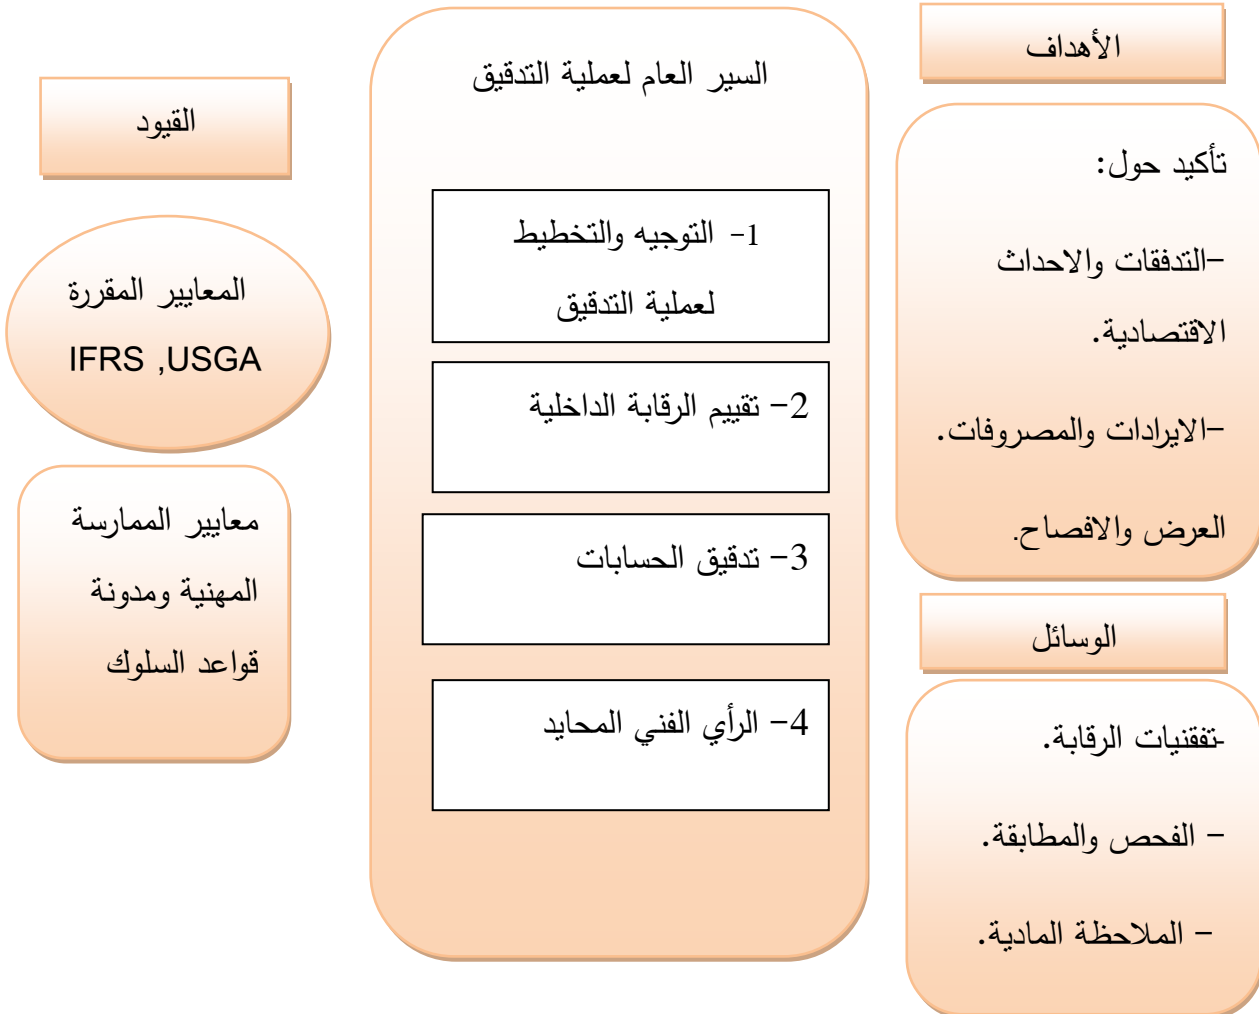 الأهداف
تأكيد حول:
-التدفقات والاحداث
الاقتصادية.
-الايرادات والمصروفات.
العرض والافصاح.
الوسائل
-تفقنيات الرقابة.
- الفحص والمطابقة.
- الملاحظة المادية.
السير العام لعملية التدقيق
1- التوجيه والتخطيط
لعملية التدقيق
2- تقييم الرقابة الداخلية
3- تدقيق الحسابات
4- الرأي الفني المحايد
القيود
المعايير المقررة
IFRS ,USGA
معايير الممارسة
المهنية ومدونة
قواعد السلوك